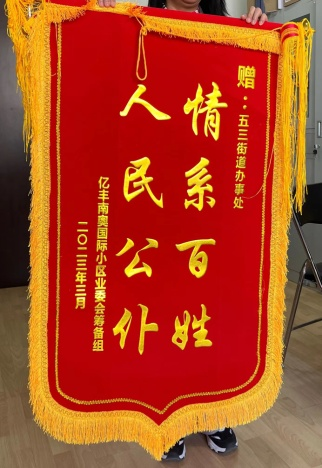 赠：五三街道办事处
情系百姓
人民公仆
亿丰南奥国际小区业委会筹备组
二〇二三年三月